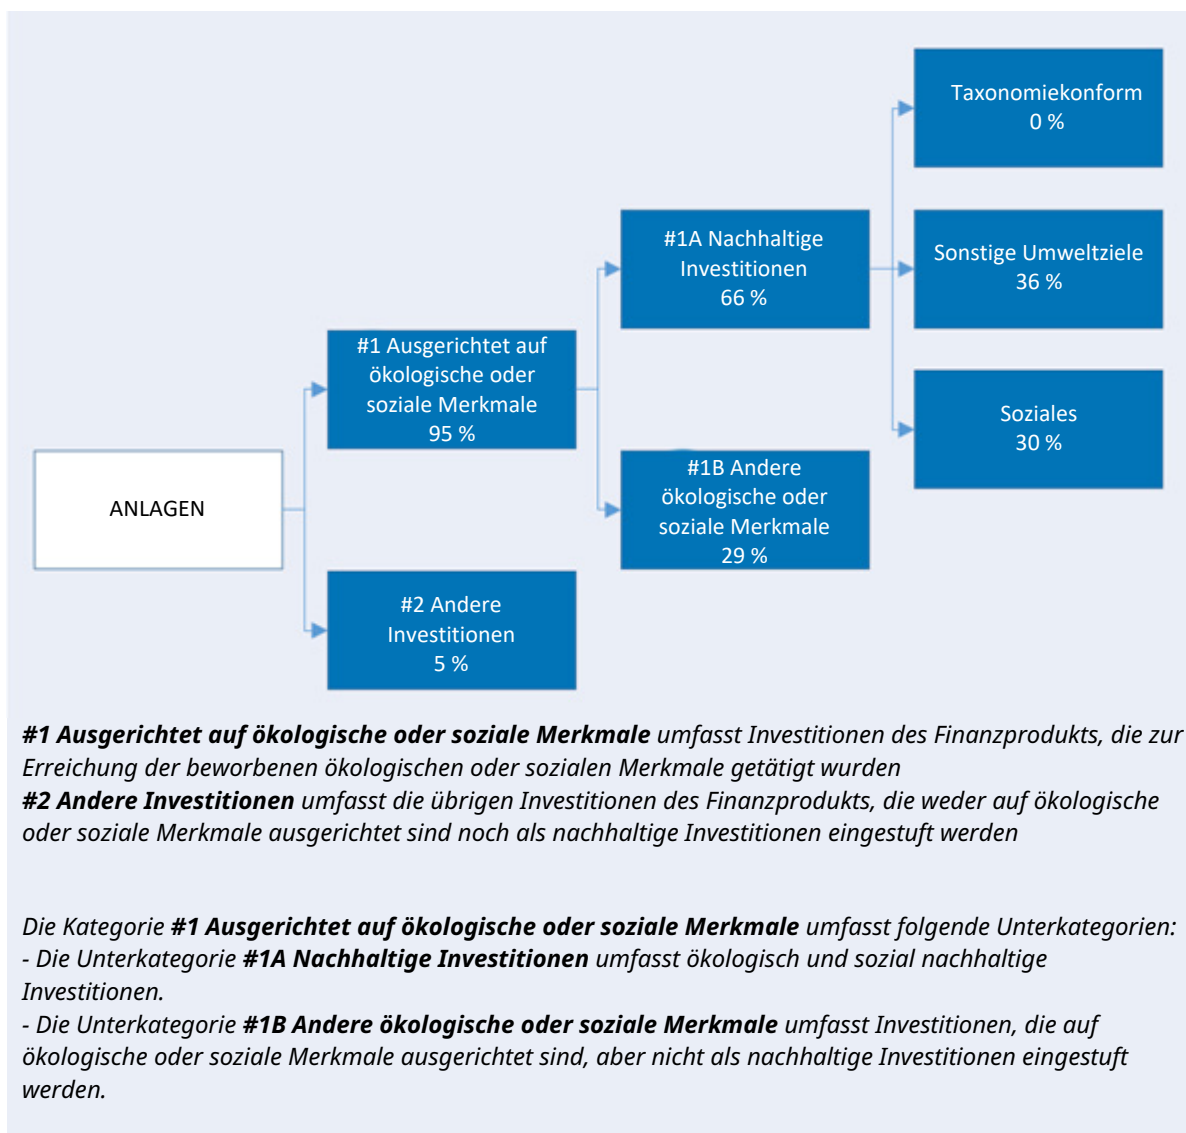 Taxonomiekonform
0 %
#1A Nachhaltige
Investitionen
66 %
Sonstige Umweltziele
36 %
#1 Ausgerichtet auf
ökologische oder
soziale Merkmale
95 %
Soziales
30 %
ANLAGEN
#1B Andere
ökologische oder
soziale Merkmale
29 %
#2 Andere
Investitionen
5 %
#1 Ausgerichtet auf ökologische oder soziale Merkmale umfasst Investitionen des Finanzprodukts, die zur
Erreichung der beworbenen ökologischen oder sozialen Merkmale getätigt wurden
#2 Andere Investitionen umfasst die übrigen Investitionen des Finanzprodukts, die weder auf ökologische
oder soziale Merkmale ausgerichtet sind noch als nachhaltige Investitionen eingestuft werden
Die Kategorie #1 Ausgerichtet auf ökologische oder soziale Merkmale umfasst folgende Unterkategorien:
- Die Unterkategorie #1A Nachhaltige Investitionen umfasst ökologisch und sozial nachhaltige
Investitionen.
- Die Unterkategorie #1B Andere ökologische oder soziale Merkmale umfasst Investitionen, die auf
ökologische oder soziale Merkmale ausgerichtet sind, aber nicht als nachhaltige Investitionen eingestuft
werden.